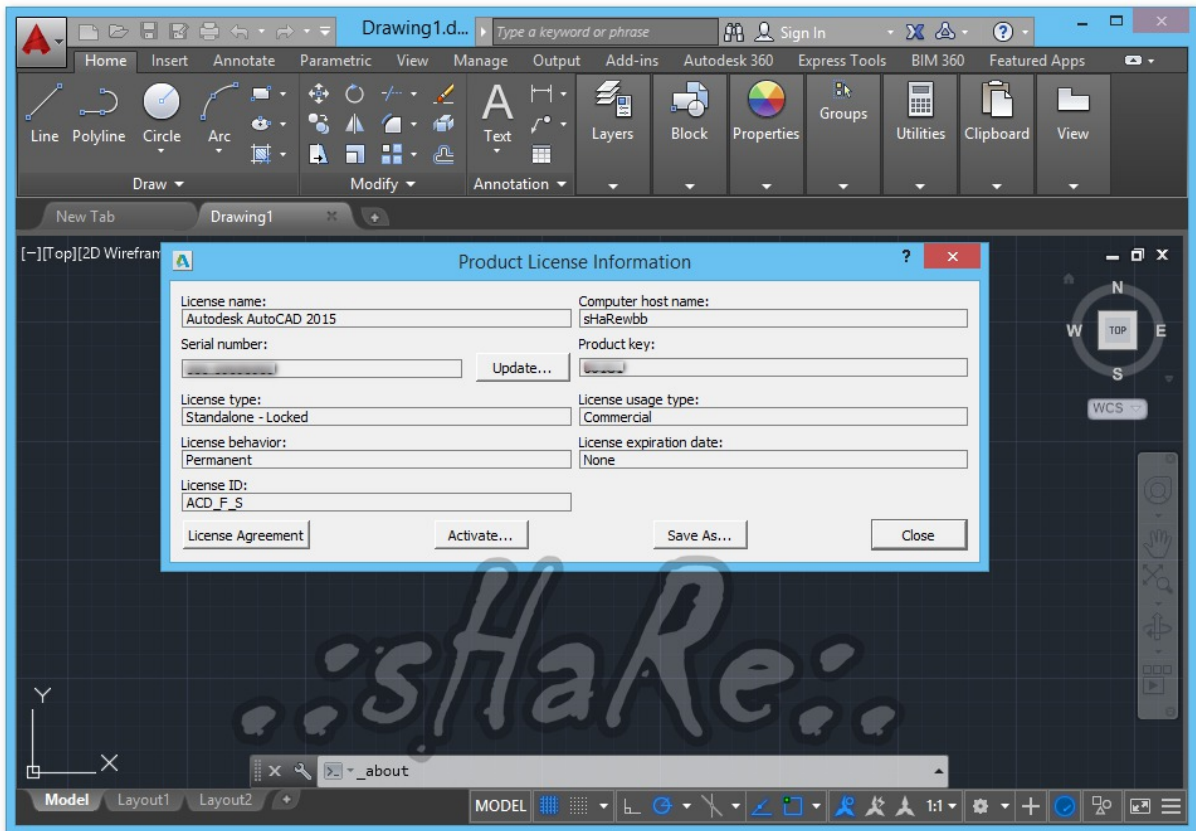 Drawing1.d...
Type a keyword or phrase
Sign In
Home Insert Annotate Parametric View Manage Output Add-ins Autodesk 360 Express Tools BIM 360 Featured Apps
Line Polyline Circle Arc Text Layers Block Properties Groups Utilities Clipboard View
Draw Modify Annotation
New Tab Drawing1
[−][Top][2D Wirefram
Product License Information
License name: Computer host name:
Autodesk AutoCAD 2015 sHaRewbb
Serial number: Product key:
Update...
License type: License usage type:
Standalone - Locked Commercial
License behavior: License expiration date:
Permanent None
License ID:
ACD_F_S
License Agreement Activate... Save As... Close
N
W TOP E
S
WCS
..:sHaRe:..
Y
X
_about
Model Layout1 Layout2 MODEL 1:1